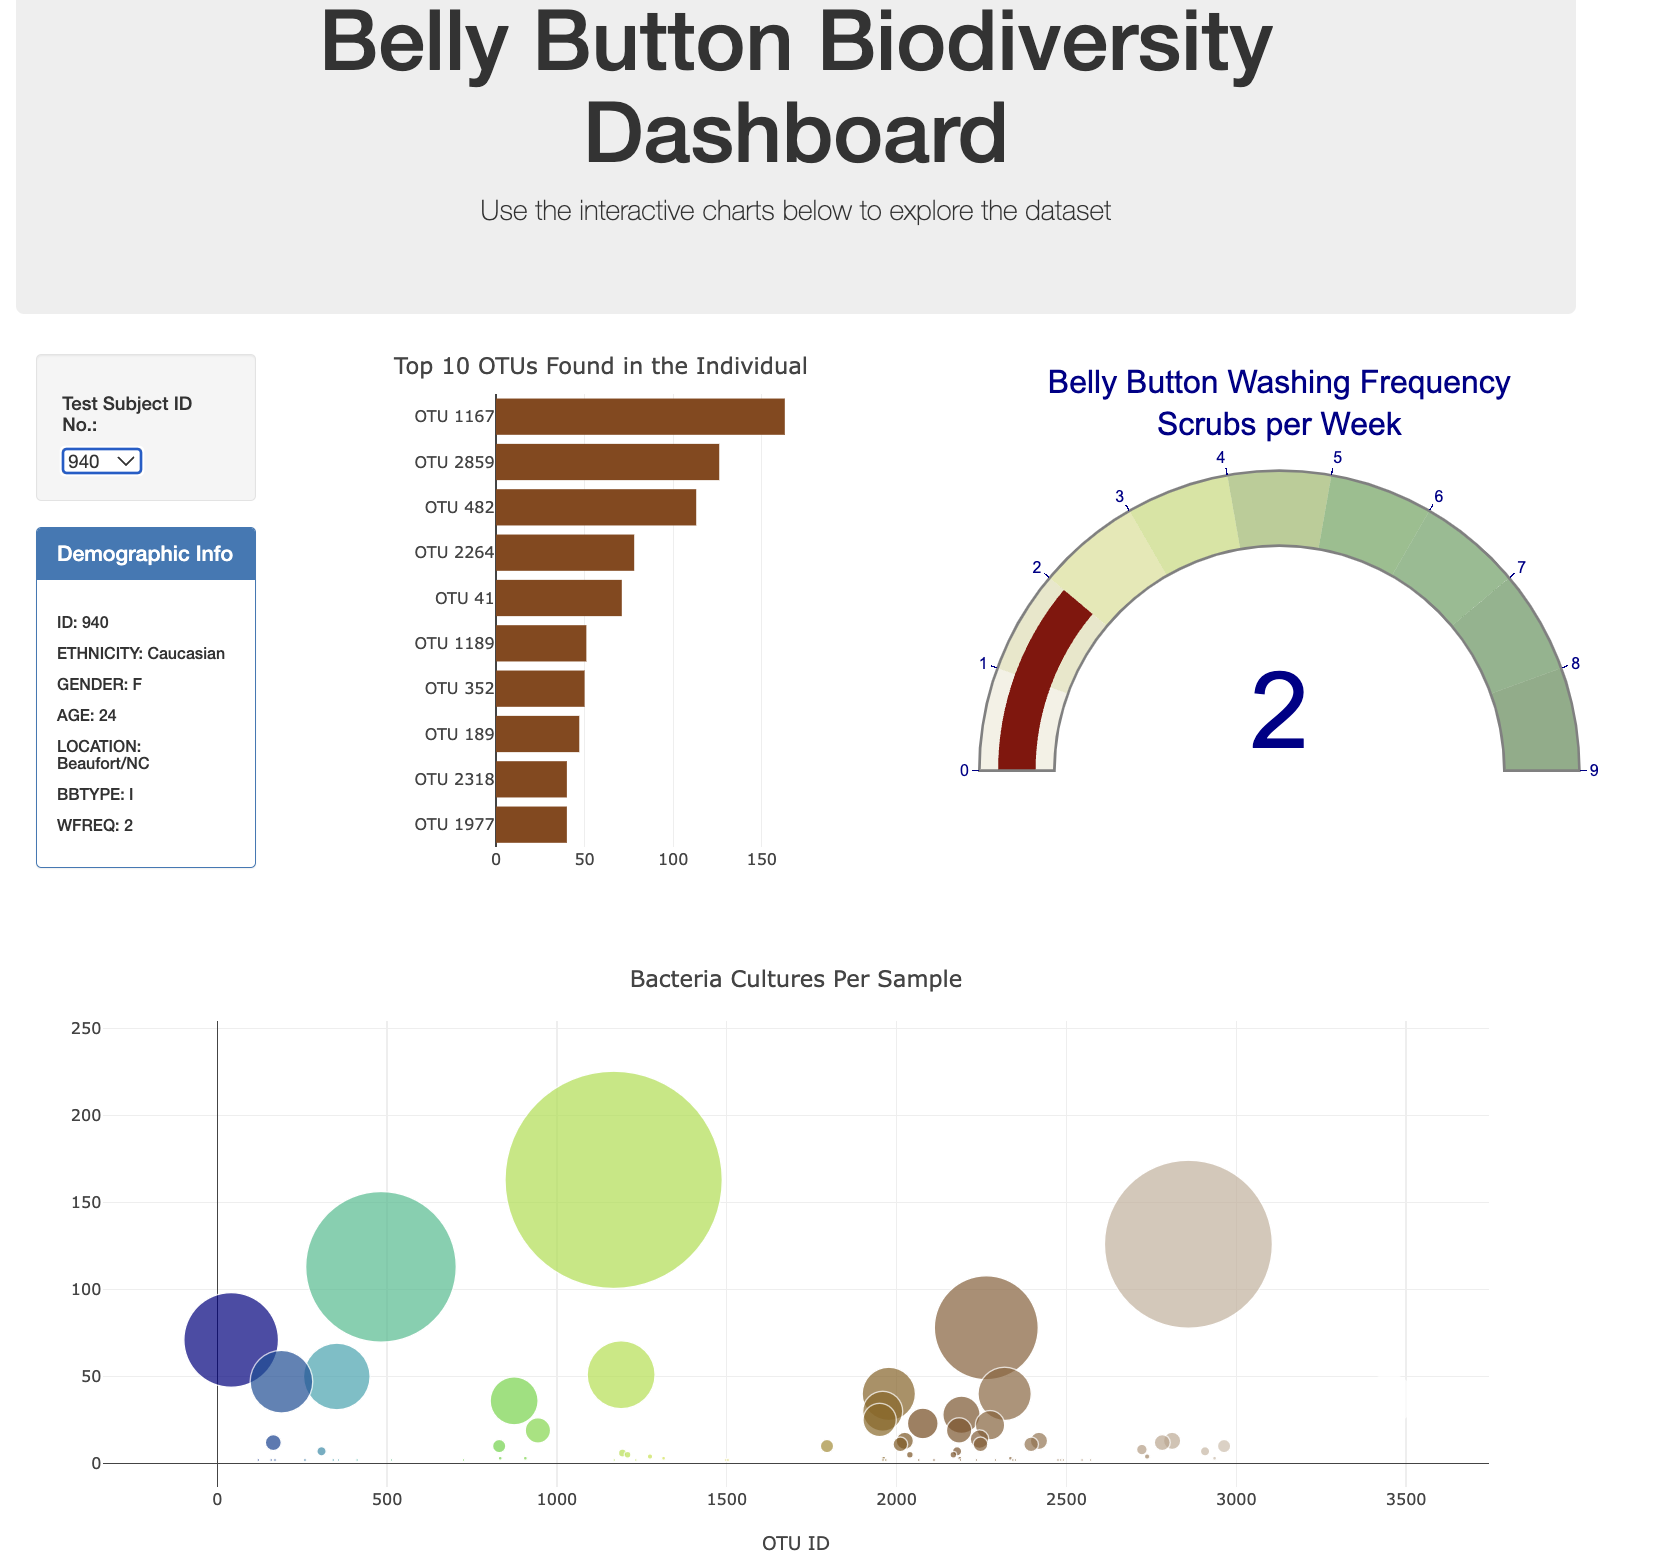 Belly Button Biodiversity
Dashboard
Use the interactive charts below to explore the dataset
Test Subject ID
No.:
940
Demographic Info
ID: 940
ETHNICITY: Caucasian
GENDER: F
AGE: 24
LOCATION:
Beaufort/NC
BBTYPE: I
WFREQ: 2
Top 10 OTUs Found in the Individual
OTU 1167
OTU 2859
OTU 482
OTU 2264
OTU 41
OTU 1189
OTU 352
OTU 189
OTU 2318
OTU 1977
0 50 100 150
Belly Button Washing Frequency
Scrubs per Week
0
1
2
3
4
5
6
7
8
9
2
Bacteria Cultures Per Sample
250
200
150
100
50
0
0 500 1000 1500 2000 2500 3000 3500
OTU ID